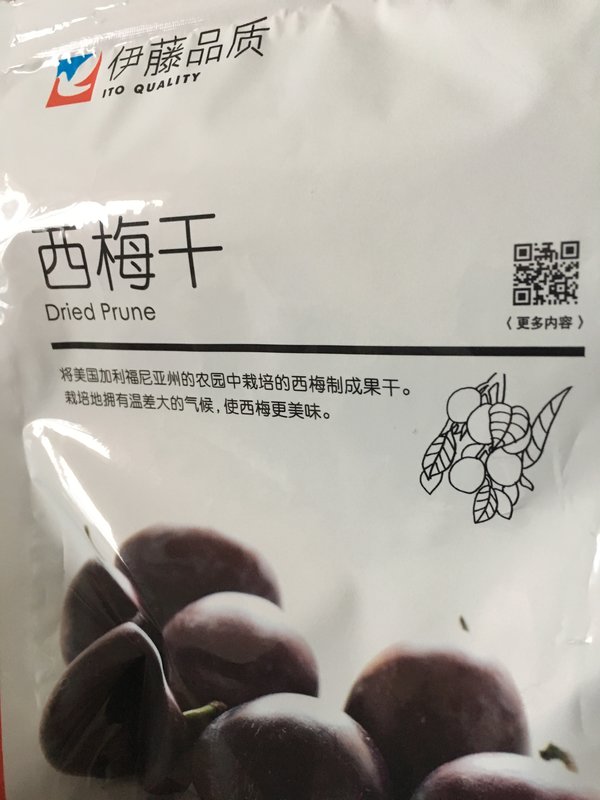 伊藤品质
ITO QUALITY
西梅干
Dried Prune
〈更多内容〉
将美国加利福尼亚州的农园中栽培的西梅制成果干。
栽培地拥有温差大的气候，使西梅更美味。